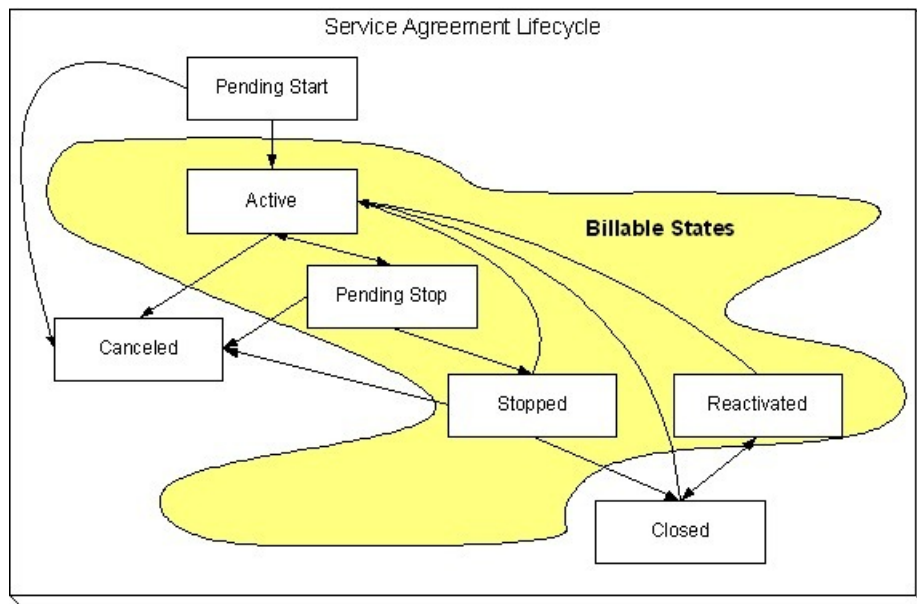 Service Agreement Lifecycle
Pending Start
Active
Billable States
Pending Stop
Canceled
Stopped
Reactivated
Closed